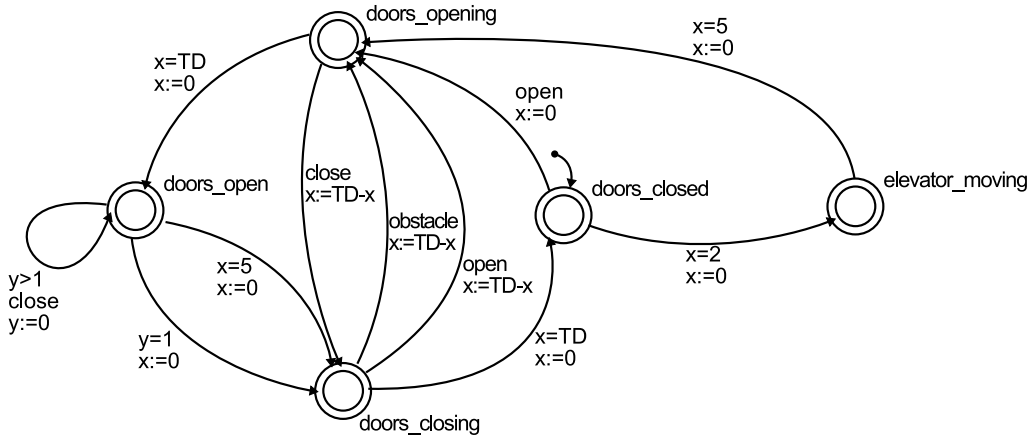 doors_opening
x=5
x:=0
x=TD
x:=0
open
x:=0
close
x:=TD-x
doors_open
doors_closed
elevator_moving
obstacle
x:=TD-x
x=5
x:=0
open
x:=TD-x
x=2
x:=0
y>1
close
y:=0
y=1
x:=0
x=TD
x:=0
doors_closing